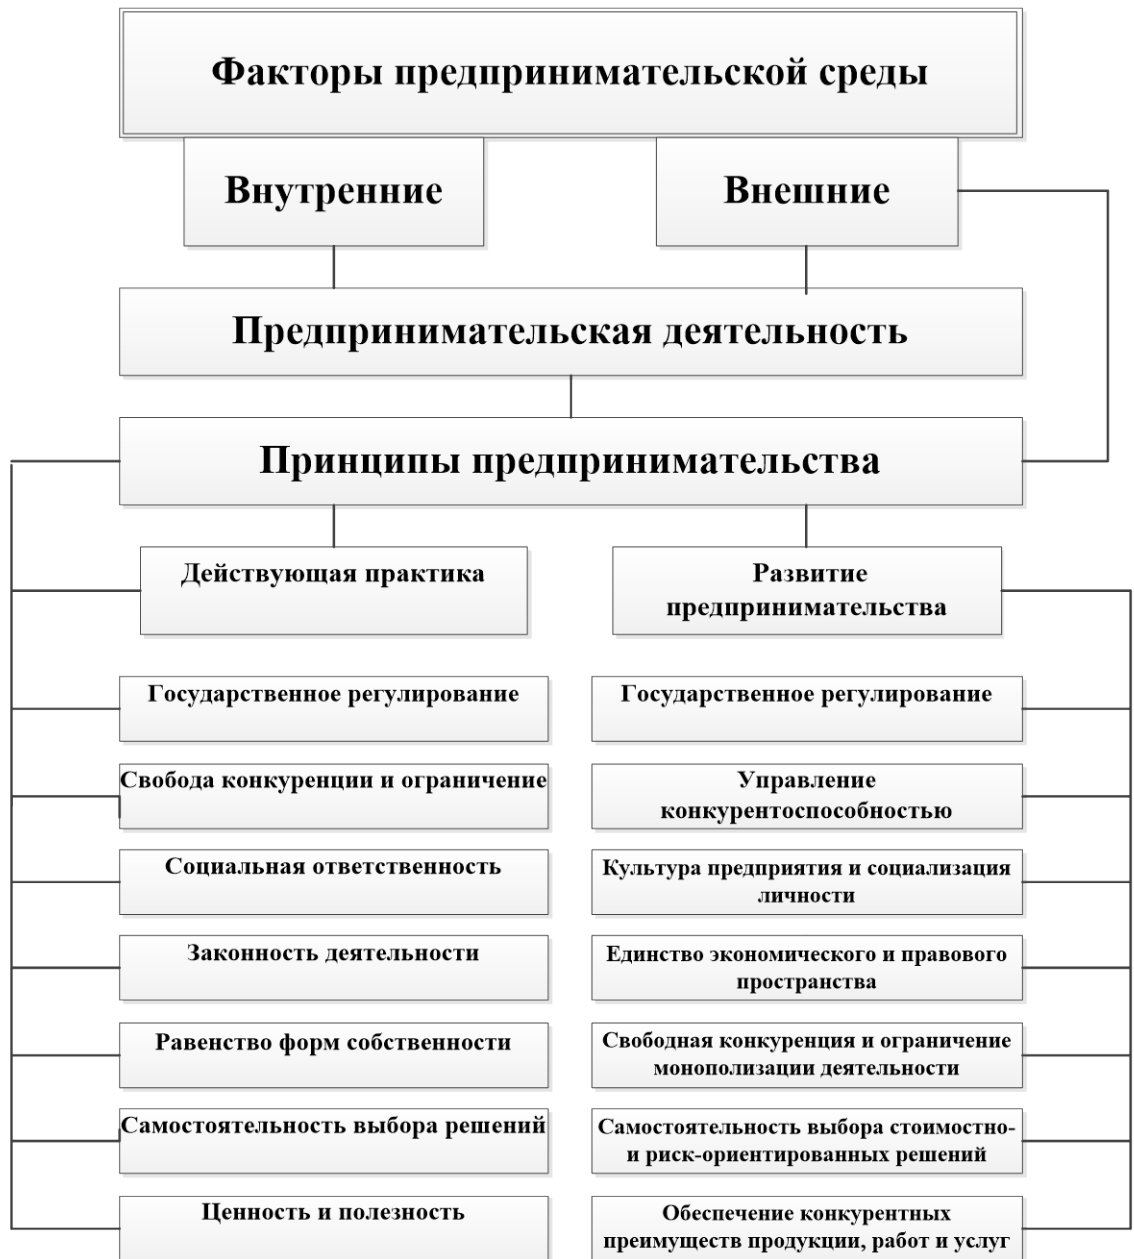 Факторы предпринимательской среды
Внутренние
Внешние
Предпринимательская деятельность
Принципы предпринимательства
Действующая практика
Развитие
предпринимательства
Государственное регулирование
Государственное регулирование
Свобода конкуренции и ограничение
Управление
конкурентоспособностью
Социальная ответственность
Культура предприятия и социализация
личности
Законность деятельности
Единство экономического и правового
пространства
Равенство форм собственности
Свободная конкуренция и ограничение
монополизации деятельности
Самостоятельность выбора решений
Самостоятельность выбора стоимостно-
и риск-ориентированных решений
Ценность и полезность
Обеспечение конкурентных
преимуществ продукции, работ и услуг